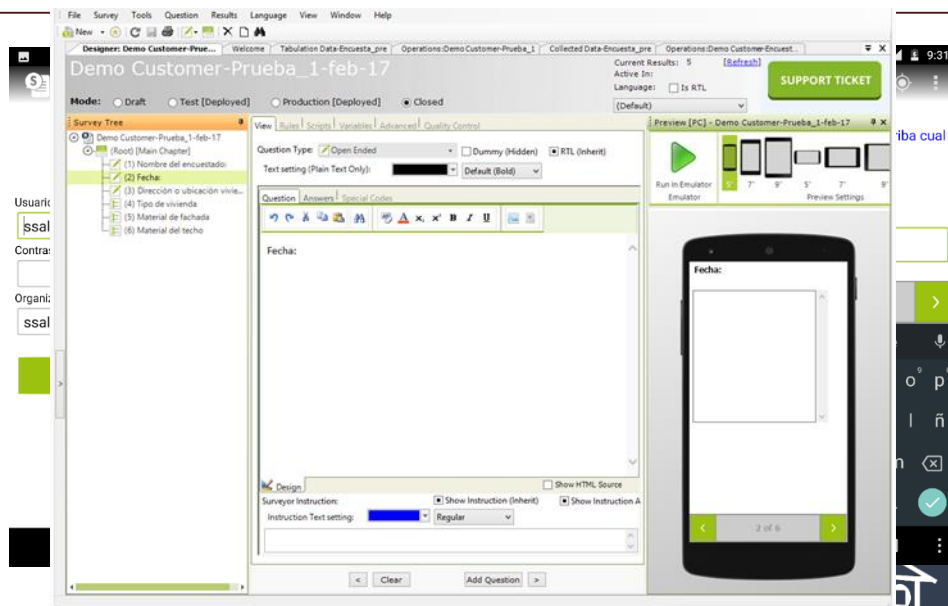 File Survey Tools Question Results Language View Window Help
New
Designer: Demo Customer-Prue... Welcome Tabulation Data-Encuesta_pre Operations:Demo Customer-Prueba_1 Collected Data-Encuesta_pre Operations:Demo Customer-Encuest...
Demo Customer-Prueba_1-feb-17
Current Results: 5 [Refresh]
Active In:
Language: Is RTL
(Default)
SUPPORT TICKET
Mode: Draft Test [Deployed] Production [Deployed] Closed
9:31
riba cual
Survey Tree
Demo Customer-Prueba_1-feb-17
(Root) [Main Chapter]
(1) Nombre del encuestado:
(2) Fecha:
(3) Dirección o ubicación vivie...
(4) Tipo de vivienda
(5) Material de fachada
(6) Material del techo
View Rules Scripts Variables Advanced Quality Control
Question Type: Open Ended Dummy (Hidden) RTL (Inherit)
Text setting (Plain Text Only): Default (Bold)
Question Answers Special Codes
Fecha:
Design Show HTML Source
Surveyor Instruction: Show Instruction (Inherit) Show Instruction A
Instruction Text setting: Regular
< Clear Add Question >
Preview [PC] - Demo Customer-Prueba_1-feb-17
Run In Emulator 5" 7" 9" 5" 7" 9"
Emulator Preview Settings
Fecha:
2 of 6
Usuario
ssal
Contras
Organiz
ssal
o 9 p
l ñ